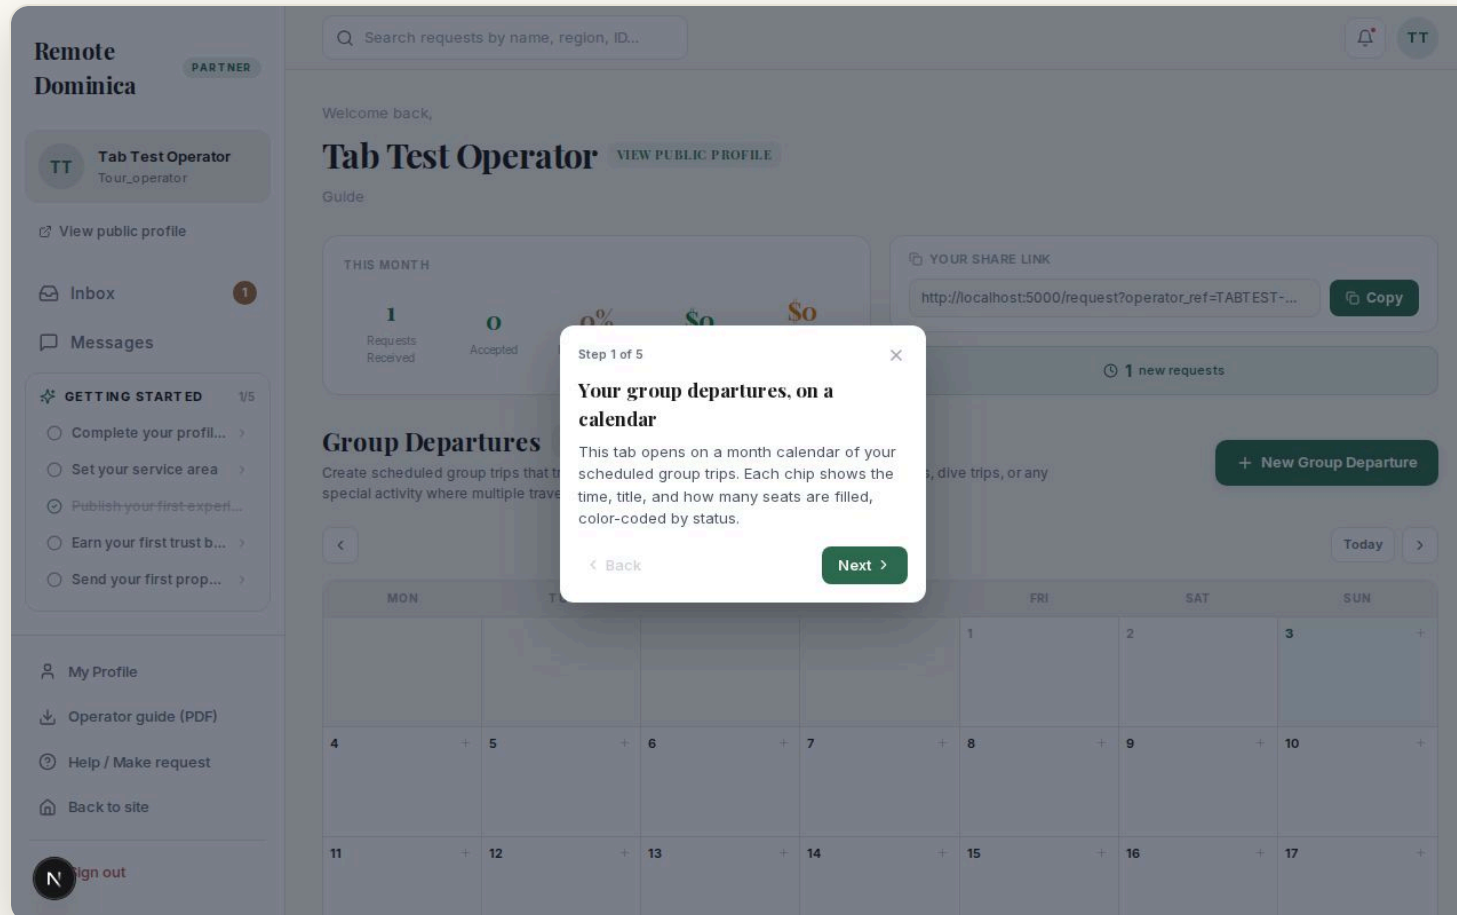 Remote
Dominica
PARTNER
TT
Tab Test Operator
Tour_operator
View public profile
Inbox
1
Messages
GETTING STARTED
1/5
Complete your profil...
Set your service area
Publish your first experi...
Earn your first trust b...
Send your first prop...
My Profile
Operator guide (PDF)
Help / Make request
Back to site
Sign out
N
Search requests by name, region, ID...
TT
Welcome back,
Tab Test Operator
VIEW PUBLIC PROFILE
Guide
THIS MONTH
1
Requests
Received
0
Accepted
0%
$0
$0
YOUR SHARE LINK
http://localhost:5000/request?operator_ref=TABTEST-...
Copy
1 new requests
Group Departures
Create scheduled group trips that
s, dive trips, or any
special activity where multiple
New Group Departure
Step 1 of 5
Your group departures, on a
calendar
This tab opens on a month calendar of your
scheduled group trips. Each chip shows the
time, title, and how many seats are filled,
color-coded by status.
Back
Next
Today
MON
FRI
SAT
SUN
1
2
3
4
5
6
7
8
9
10
11
12
13
14
15
16
17